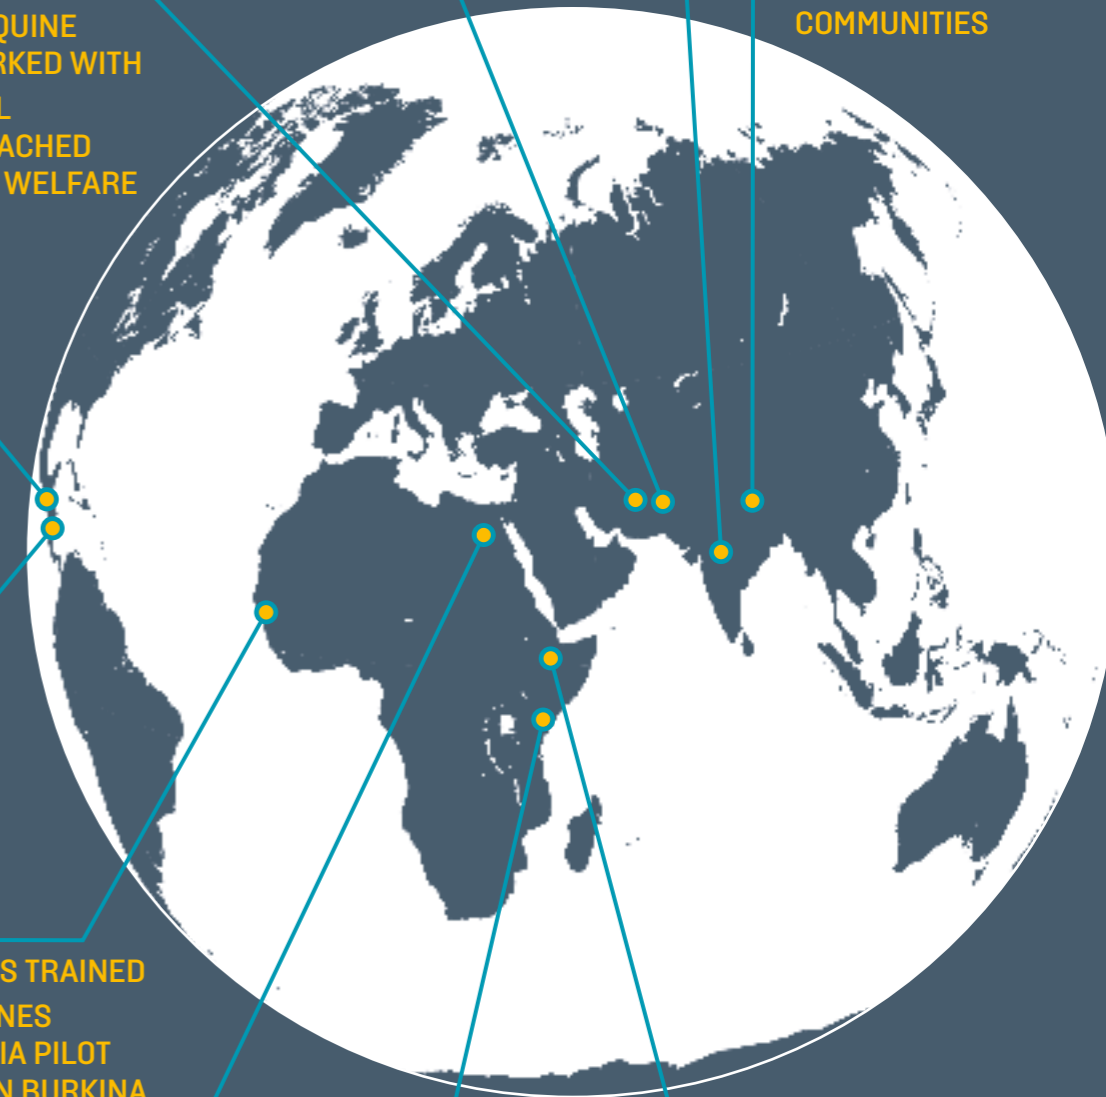 QUINE
RKED WITH
L
ACHED
WELFARE
COMMUNITIES
S TRAINED
NES
IA PILOT
N BURKINA